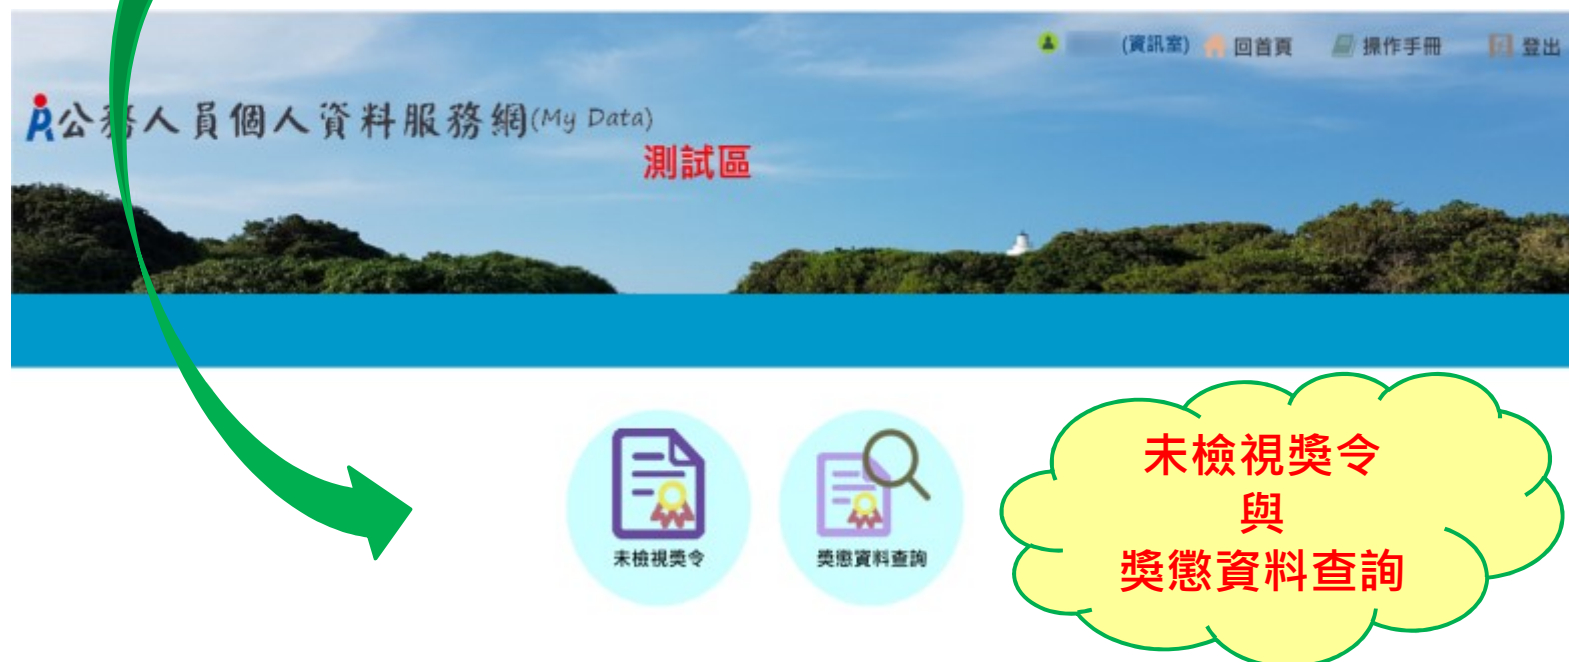 (資訊室) 回首頁 操作手冊 登出
公務人員個人資料服務網(My Data)
測試區
未檢視獎令
獎懲資料查詢
未檢視獎令
與
獎懲資料查詢